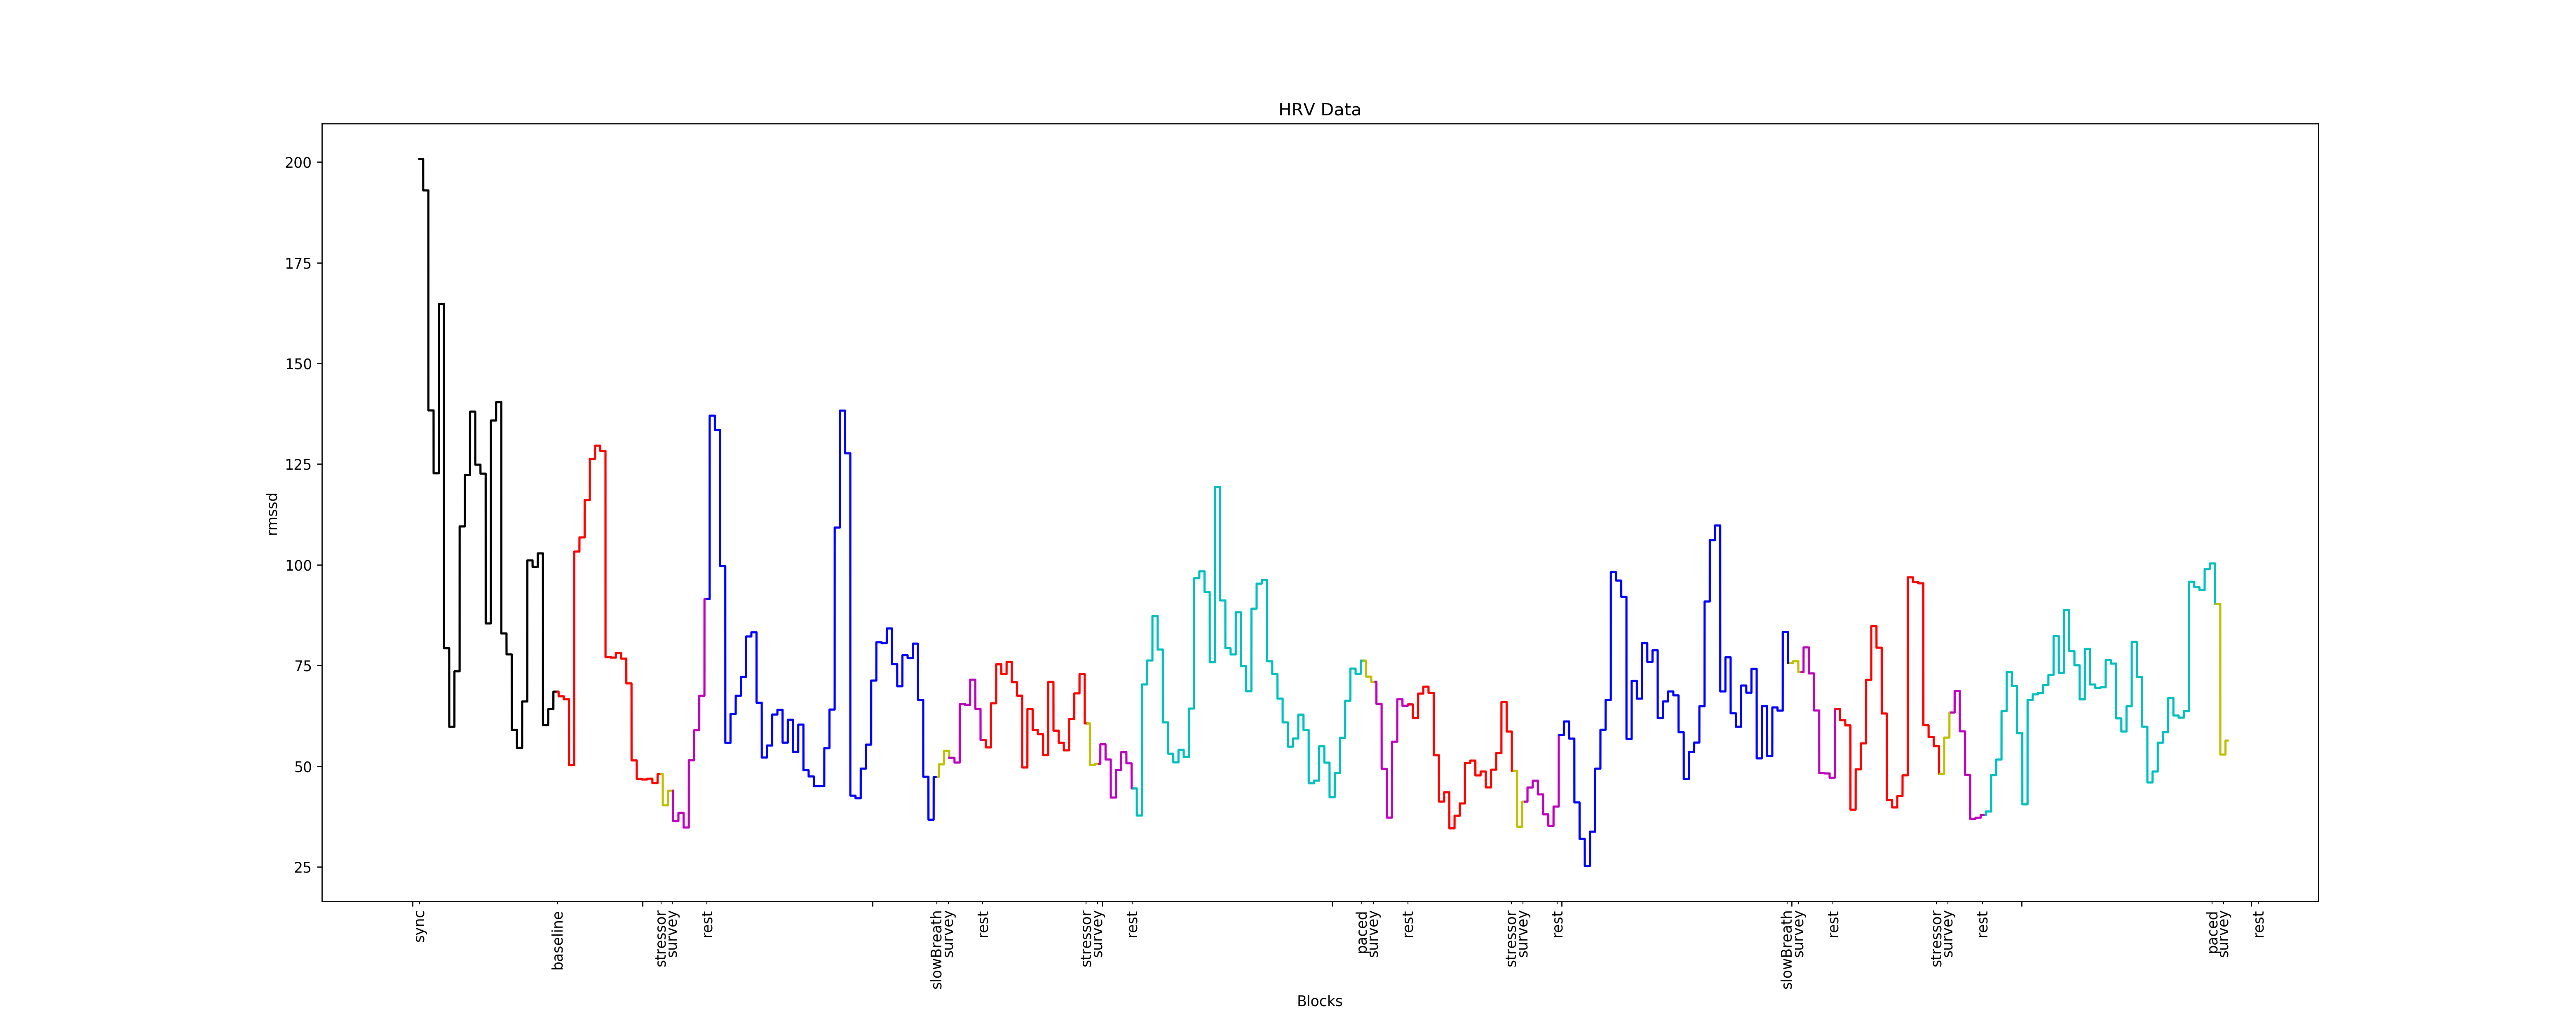 HRV Data
rmssd
200
175
150
125
100
75
50
25
sync
baseline
stressor
survey
rest
slowBreath
survey
rest
stressor
survey
rest
paced
survey
rest
stressor
survey
rest
slowBreath
survey
rest
stressor
survey
rest
paced
survey
rest
Blocks